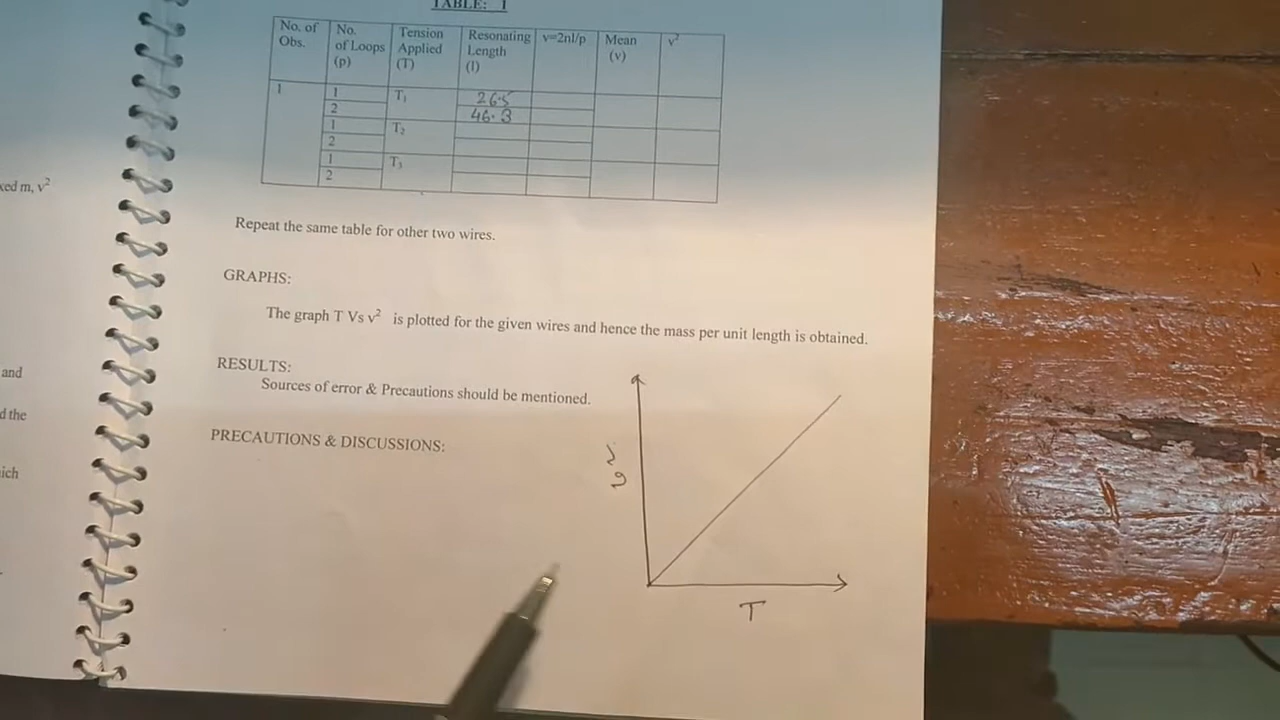 TABLE: 1
No. of Obs. No. of Loops (p) Tension Applied (T) Resonating Length (l) v=2nl/p Mean (v) v²
1 1 T₁ 26.5
2 46.3
1 T₂
2
1 T₃
2
xed m, v²
Repeat the same table for other two wires.
GRAPHS:
The graph T Vs v² is plotted for the given wires and hence the mass per unit length is obtained.
and
RESULTS:
Sources of error & Precautions should be mentioned.
d the
PRECAUTIONS & DISCUSSIONS:
ich
T